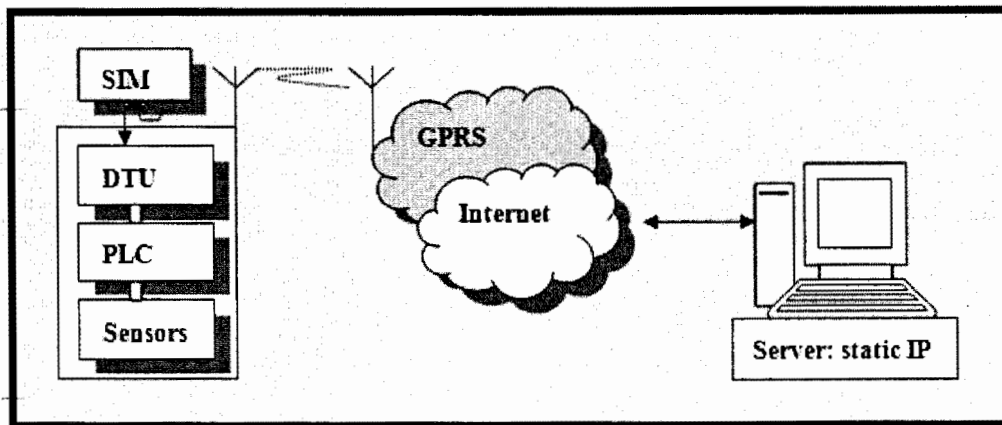 SIM
DTU
PLC
Sensors
GPRS
Internet
Server: static IP